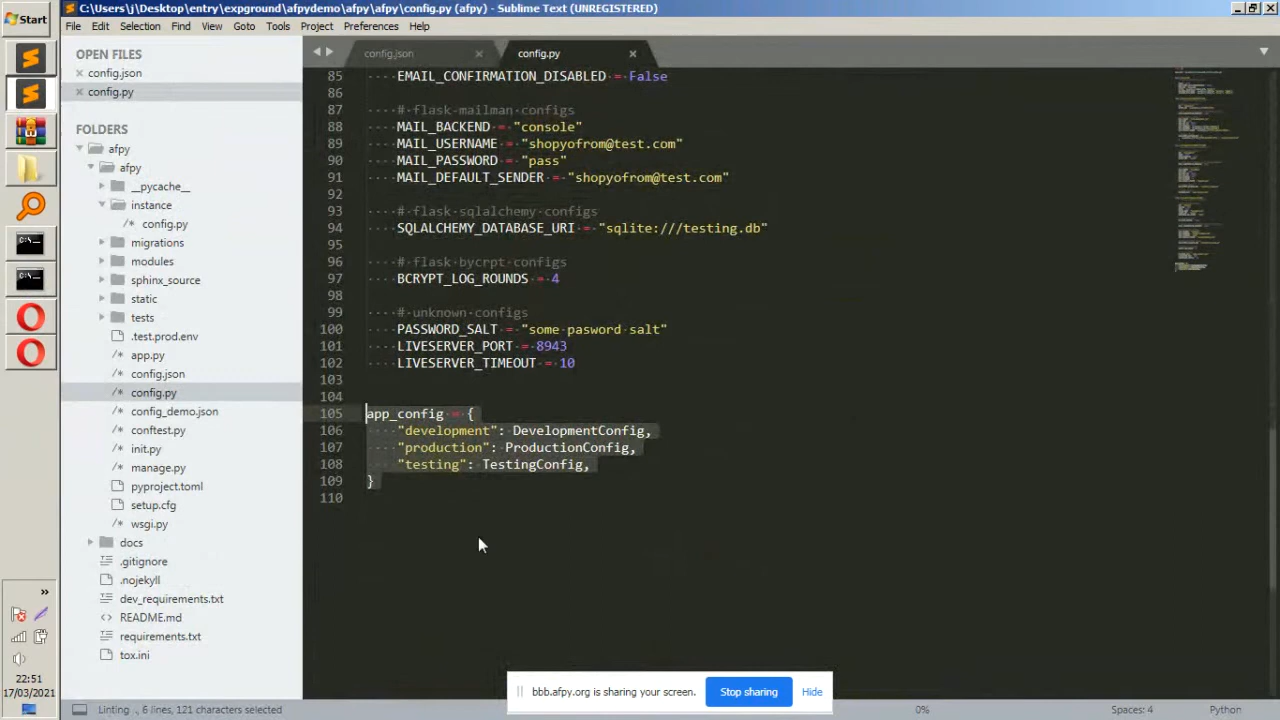 Start
C:\Users\j\Desktop\entry\expground\afpydemo\afpy\afpy\config.py (afpy) - Sublime Text (UNREGISTERED)
File Edit Selection Find View Goto Tools Project Preferences Help
OPEN FILES
config.json
config.py
FOLDERS
afpy
afpy
__pycache__
instance
config.py
migrations
modules
sphinx_source
static
tests
.test.prod.env
app.py
config.json
config.py
config_demo.json
conftest.py
init.py
manage.py
pyproject.toml
setup.cfg
wsgi.py
docs
.gitignore
.nojekyll
dev_requirements.txt
README.md
requirements.txt
tox.ini
config.json config.py
85 EMAIL_CONFIRMATION_DISABLED = False
86
87 # flask-mailman configs
88 MAIL_BACKEND = "console"
89 MAIL_USERNAME = "shopyofrom@test.com"
90 MAIL_PASSWORD = "pass"
91 MAIL_DEFAULT_SENDER = "shopyofrom@test.com"
92
93 # flask-sqlalchemy configs
94 SQLALCHEMY_DATABASE_URI = "sqlite:///testing.db"
95
96 # flask-bycrpt configs
97 BCRYPT_LOG_ROUNDS = 4
98
99 # unknown configs
100 PASSWORD_SALT = "some pasword salt"
101 LIVESERVER_PORT = 8943
102 LIVESERVER_TIMEOUT = 10
103
104
105 app_config = {
106 "development": DevelopmentConfig,
107 "production": ProductionConfig,
108 "testing": TestingConfig,
109 }
110
bbb.afpy.org is sharing your screen. Stop sharing Hide
22:51
17/03/2021
Linting , 6 lines, 121 characters selected 0% Spaces: 4 Python